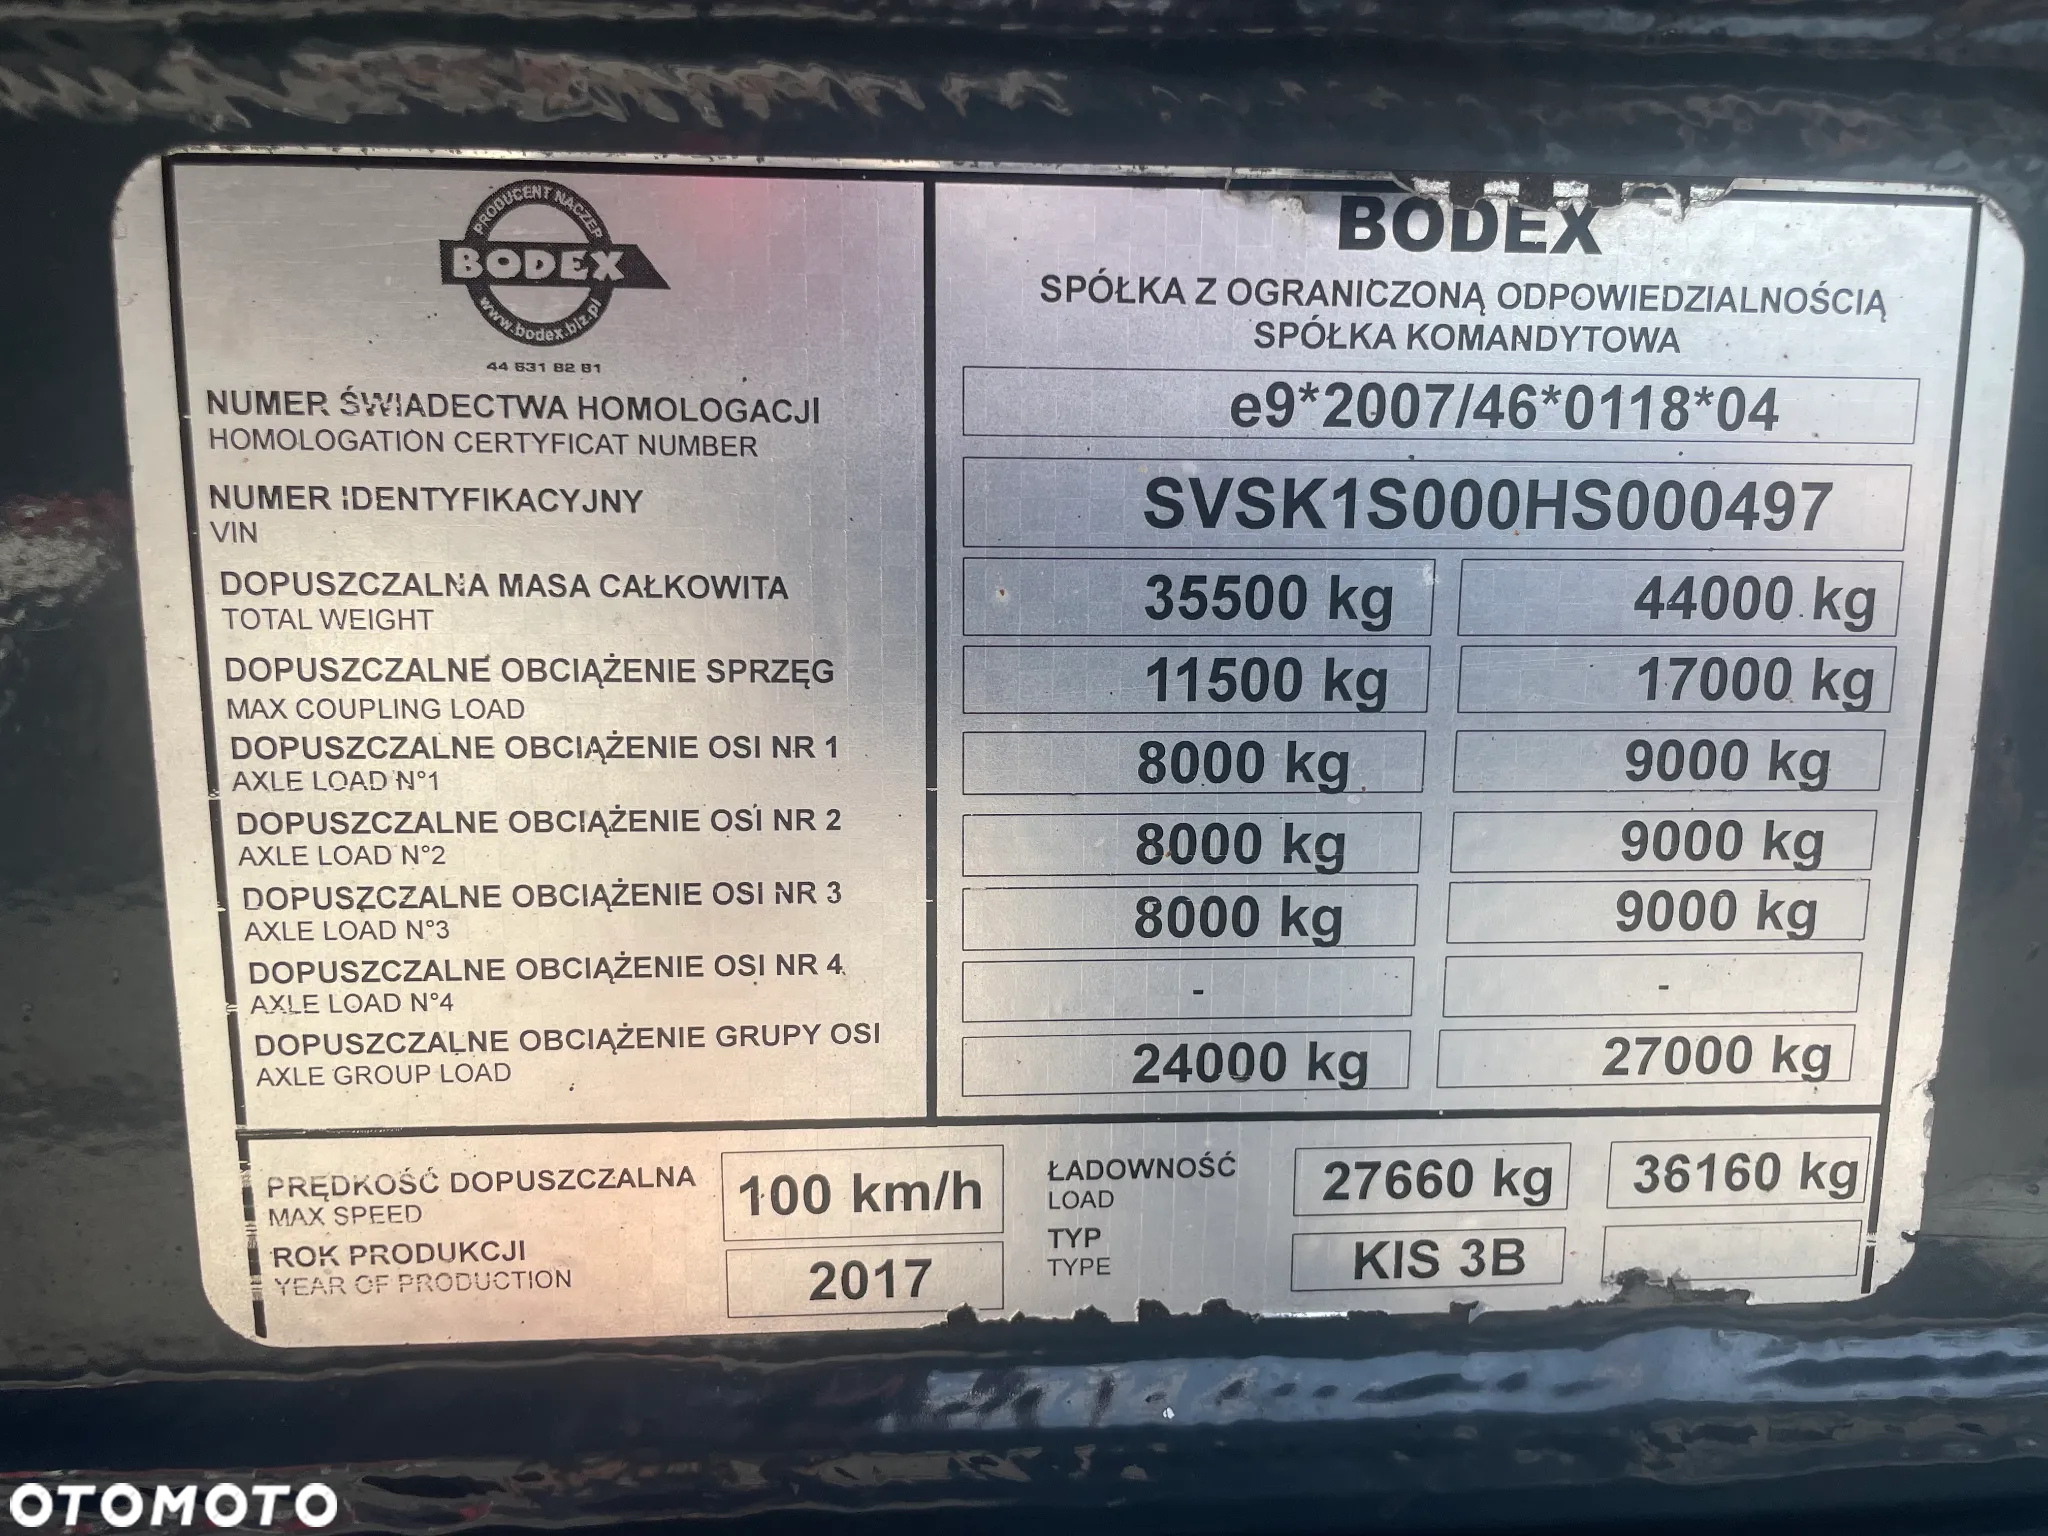 PRODUCENT NACZEP
BODEX
www.bodex.biz.pl
44 631 82 81
BODEX
SPÓŁKA Z OGRANICZONĄ ODPOWIEDZIALNOŚCIĄ
SPÓŁKA KOMANDYTOWA
NUMER ŚWIADECTWA HOMOLOGACJI
HOMOLOGATION CERTYFICAT NUMBER
e9*2007/46*0118*04
NUMER IDENTYFIKACYJNY
VIN
SVSK1S000HS000497
DOPUSZCZALNA MASA CAŁKOWITA
TOTAL WEIGHT
35500 kg 44000 kg
DOPUSZCZALNE OBCIĄŻENIE SPRZĘG
MAX COUPLING LOAD
11500 kg 17000 kg
DOPUSZCZALNE OBCIĄŻENIE OSI NR 1
AXLE LOAD N°1
8000 kg 9000 kg
DOPUSZCZALNE OBCIĄŻENIE OSI NR 2
AXLE LOAD N°2
8000 kg 9000 kg
DOPUSZCZALNE OBCIĄŻENIE OSI NR 3
AXLE LOAD N°3
8000 kg 9000 kg
DOPUSZCZALNE OBCIĄŻENIE OSI NR 4
AXLE LOAD N°4
- -
DOPUSZCZALNE OBCIĄŻENIE GRUPY OSI
AXLE GROUP LOAD
24000 kg 27000 kg
PRĘDKOŚĆ DOPUSZCZALNA
MAX SPEED
100 km/h
ŁADOWNOŚĆ
LOAD
27660 kg 36160 kg
ROK PRODUKCJI
YEAR OF PRODUCTION
2017
TYP
TYPE
KIS 3B
OTOMOTO